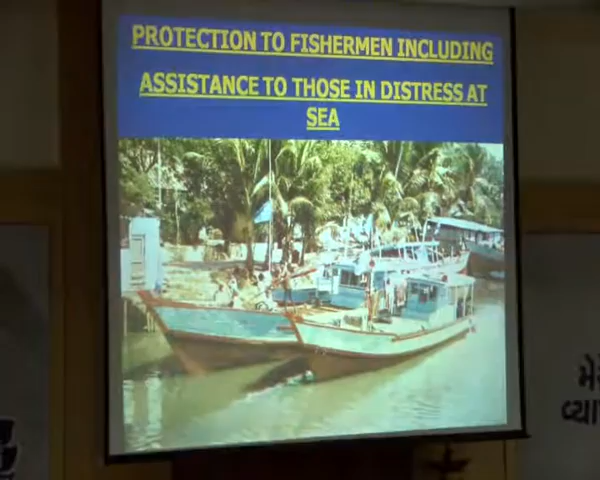 PROTECTION TO FISHERMEN INCLUDING
ASSISTANCE TO THOSE IN DISTRESS AT
SEA